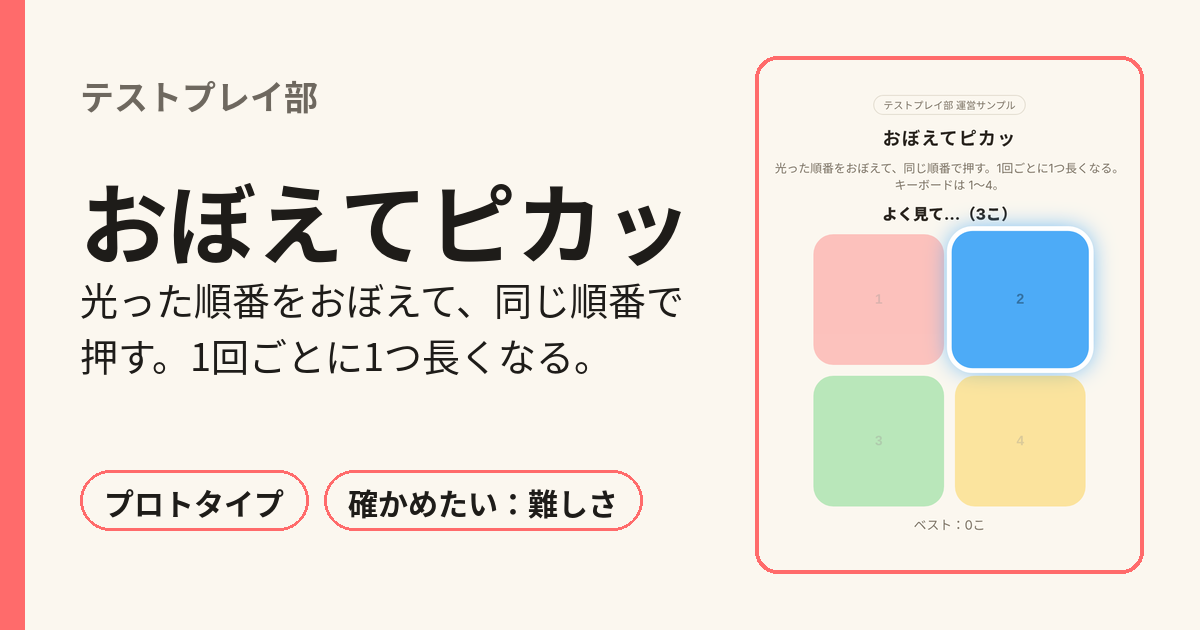 テストプレイ部
おぼえてピカッ
光った順番をおぼえて、同じ順番で
押す。1回ごとに1つ長くなる。
プロトタイプ
確かめたい：難しさ
テストプレイ部 運営サンプル
おぼえてピカッ
光った順番をおぼえて、同じ順番で押す。1回ごとに1つ長くなる。
キーボードは 1〜4。
よく見て…（3こ）
1
2
3
4
ベスト：0こ